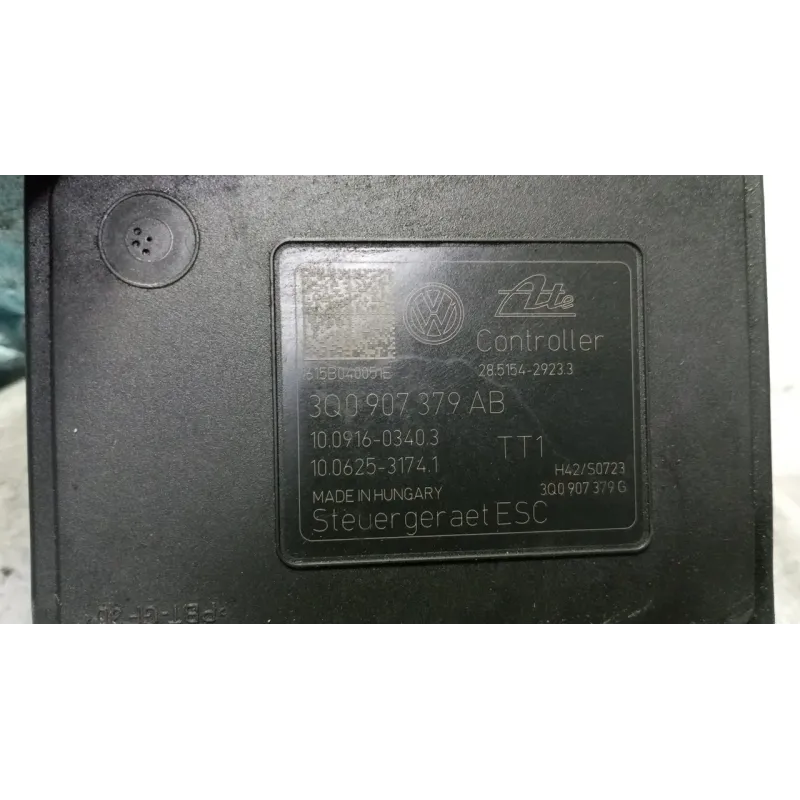 Ate
Controller
28.5154-2923.3
615B040051E
3Q0 907 379 AB
10.0916-0340.3
10.0625-3174.1
TT1
H42/S0723
MADE IN HUNGARY
3Q0 907 379 G
Steuergeraet ESC